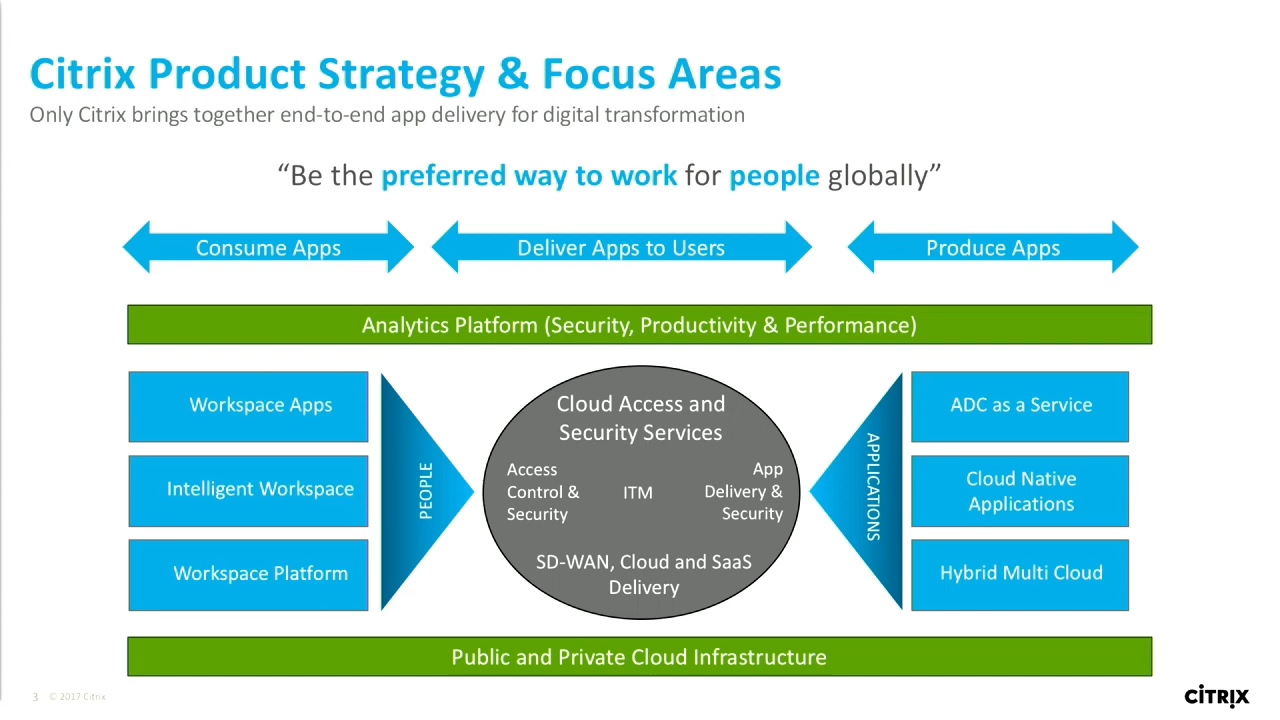 Citrix Product Strategy & Focus Areas
Only Citrix brings together end-to-end app delivery for digital transformation
“Be the preferred way to work for people globally”
Consume Apps
Deliver Apps to Users
Produce Apps
Analytics Platform (Security, Productivity & Performance)
Workspace Apps
Intelligent Workspace
Workspace Platform
PEOPLE
Cloud Access and
Security Services
Access
Control &
Security
ITM
App
Delivery &
Security
SD-WAN, Cloud and SaaS
Delivery
APPLICATIONS
ADC as a Service
Cloud Native
Applications
Hybrid Multi Cloud
Public and Private Cloud Infrastructure
3 © 2017 Citrix
CITRIX